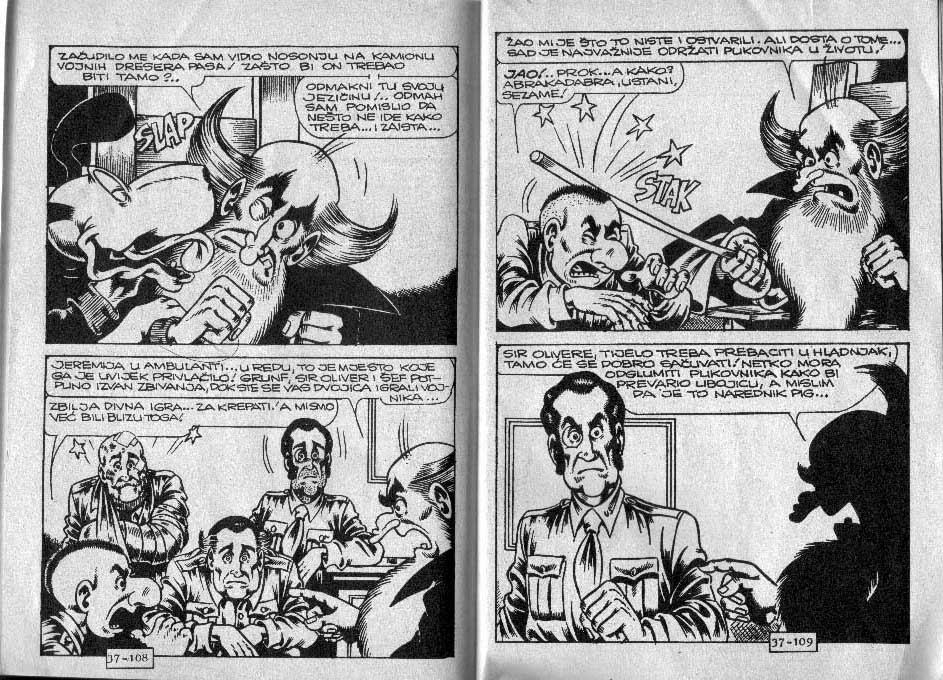 ZAČUDILO ME KADA SAM VIDIO NOSONJU NA KAMIONU
VOJNIH DRESERA PASA! ZAŠTO BI ON TREBAO
BITI TAMO?..
ODMAKNI TU SVOJU
JEZIČINU!.. ODMAH
SAM POMISLIO DA
NEŠTO NE IDE KAKO
TREBA... I ZAISTA...
SLAP
JEREMIJA U AMBULANTI... U REDU, TO JE MJESTO KOJE
GA JE UVIJEK PRIVLAČILO! GRUNF, SIR OLIVER I ŠEF POT-
PUNO IZVAN ZBIVANJA, DOK STE SE VAS DVOJICA IGRALI VOJ-
NIKA...
ZBILJA DIVNA IGRA... ZA KREPATI! A MI SMO
VEĆ BILI BLIZU TOGA!
37-108
ŽAO MI JE ŠTO TO NISTE I OSTVARILI. ALI DOSTA O TOME...
SAD JE NAJVAŽNIJE ODRŽATI PUKOVNIKA U ŽIVOTU!
JAO!.. PROK... A KAKO?
ABRAKADABRA, USTANI,
SEZAME!
STAK
SIR OLIVERE, TIJELO TREBA PREBACITI U HLADNJAK,
TAMO ĆE SE DOBRO SAČUVATI! NETKO MORA
ODGLUMITI PUKOVNIKA KAKO BI
PREVARIO UBOJICU, A MISLIM
DA JE TO NAREDNIK PIG...
37-109